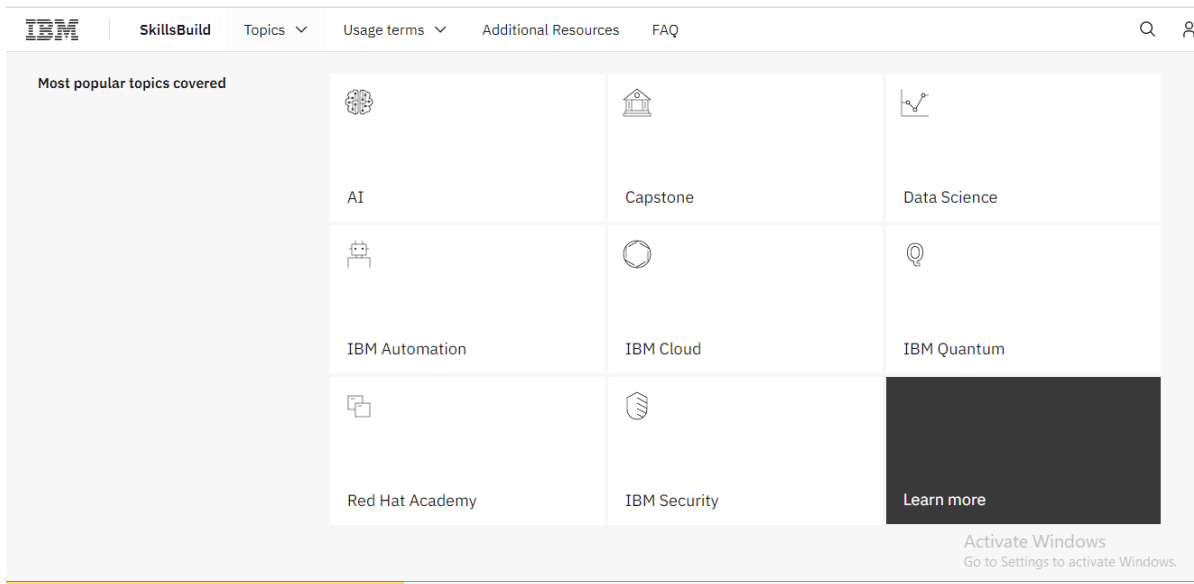 IBM SkillsBuild Topics Usage terms Additional Resources FAQ
Most popular topics covered
AI Capstone Data Science
IBM Automation IBM Cloud IBM Quantum
Red Hat Academy IBM Security Learn more
Activate Windows
Go to Settings to activate Windows.